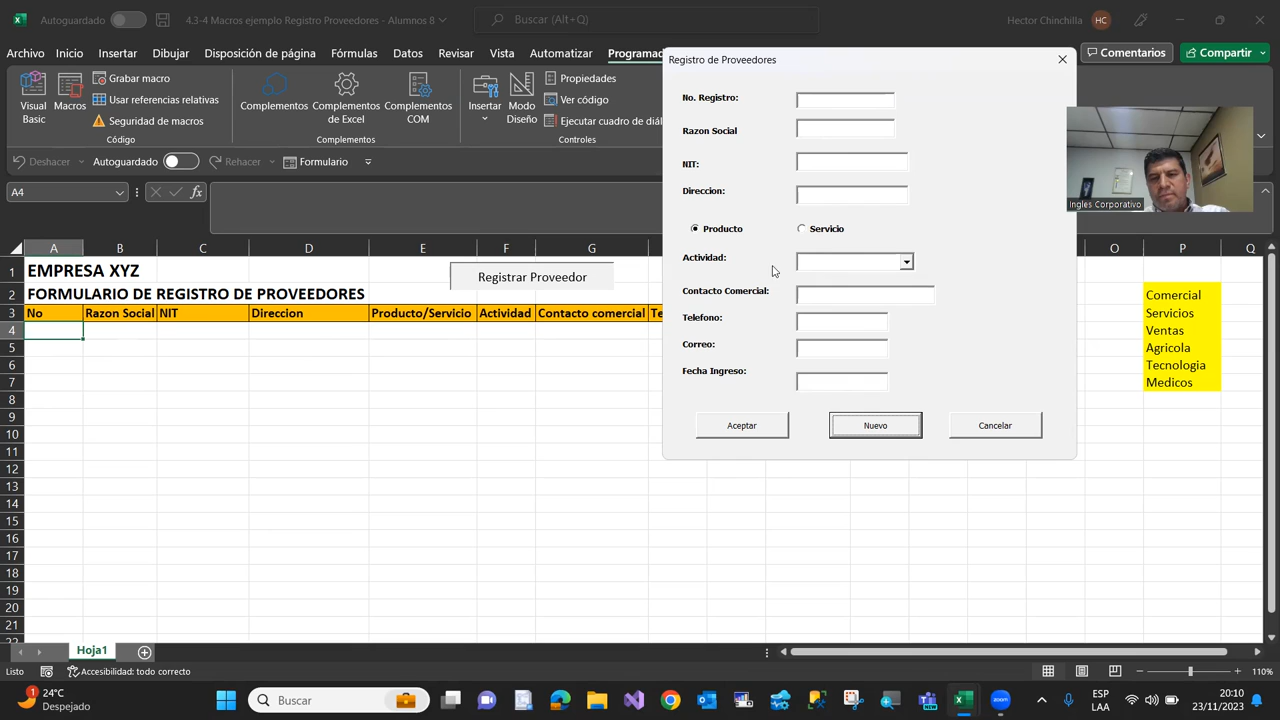 Autoguardado
4.3-4 Macros ejemplo Registro Proveedores - Alumnos 8
Buscar (Alt+Q)
Hector Chinchilla
HC
Archivo
Inicio
Insertar
Dibujar
Disposición de página
Fórmulas
Datos
Revisar
Vista
Automatizar
Comentarios
Compartir
Visual
Basic
Macros
Grabar macro
Usar referencias relativas
Seguridad de macros
Código
Complementos
Complementos
de Excel
Complementos
COM
Complementos
Insertar
Modo
Diseño
Propiedades
Ver código
Controles
Deshacer
Autoguardado
Rehacer
Formulario
A4
fx
A B C D E F G O P Q
1 EMPRESA XYZ
Registrar Proveedor
2 FORMULARIO DE REGISTRO DE PROVEEDORES
3 No Razon Social NIT Direccion Producto/Servicio Actividad Contacto comercial
4
5
6
7
8
9
10
11
12
13
14
15
16
17
18
19
20
21
Registro de Proveedores
No. Registro:
Razon Social
NIT:
Direccion:
Producto
Servicio
Actividad:
Contacto Comercial:
Telefono:
Correo:
Fecha Ingreso:
Aceptar
Nuevo
Cancelar
Ingles Corporativo
Comercial
Servicios
Ventas
Agricola
Tecnologia
Medicos
Hoja1
Listo
Accesibilidad: todo correcto
110%
24°C
Despejado
Buscar
ESP
LAA
20:10
23/11/2023